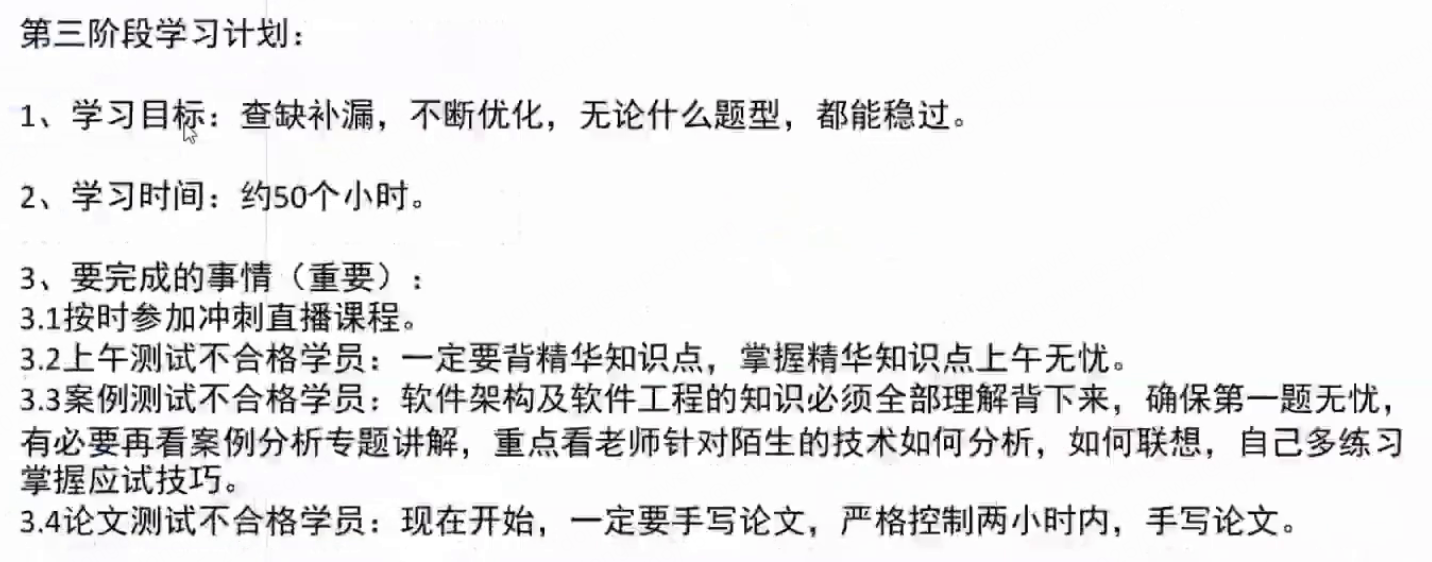 第三阶段学习计划：
1、学习目标：查缺补漏，不断优化，无论什么题型，都能稳过。
2、学习时间：约50个小时。
3、要完成的事情（重要）：
3.1按时参加冲刺直播课程。
3.2上午测试不合格学员：一定要背精华知识点，掌握精华知识点上午无忧。
3.3案例测试不合格学员：软件架构及软件工程的知识必须全部理解背下来，确保第一题无忧，
有必要再看案例分析专题讲解，重点看老师针对陌生的技术如何分析，如何联想，自己多练习
掌握应试技巧。
3.4论文测试不合格学员：现在开始，一定要手写论文，严格控制两小时内，手写论文。